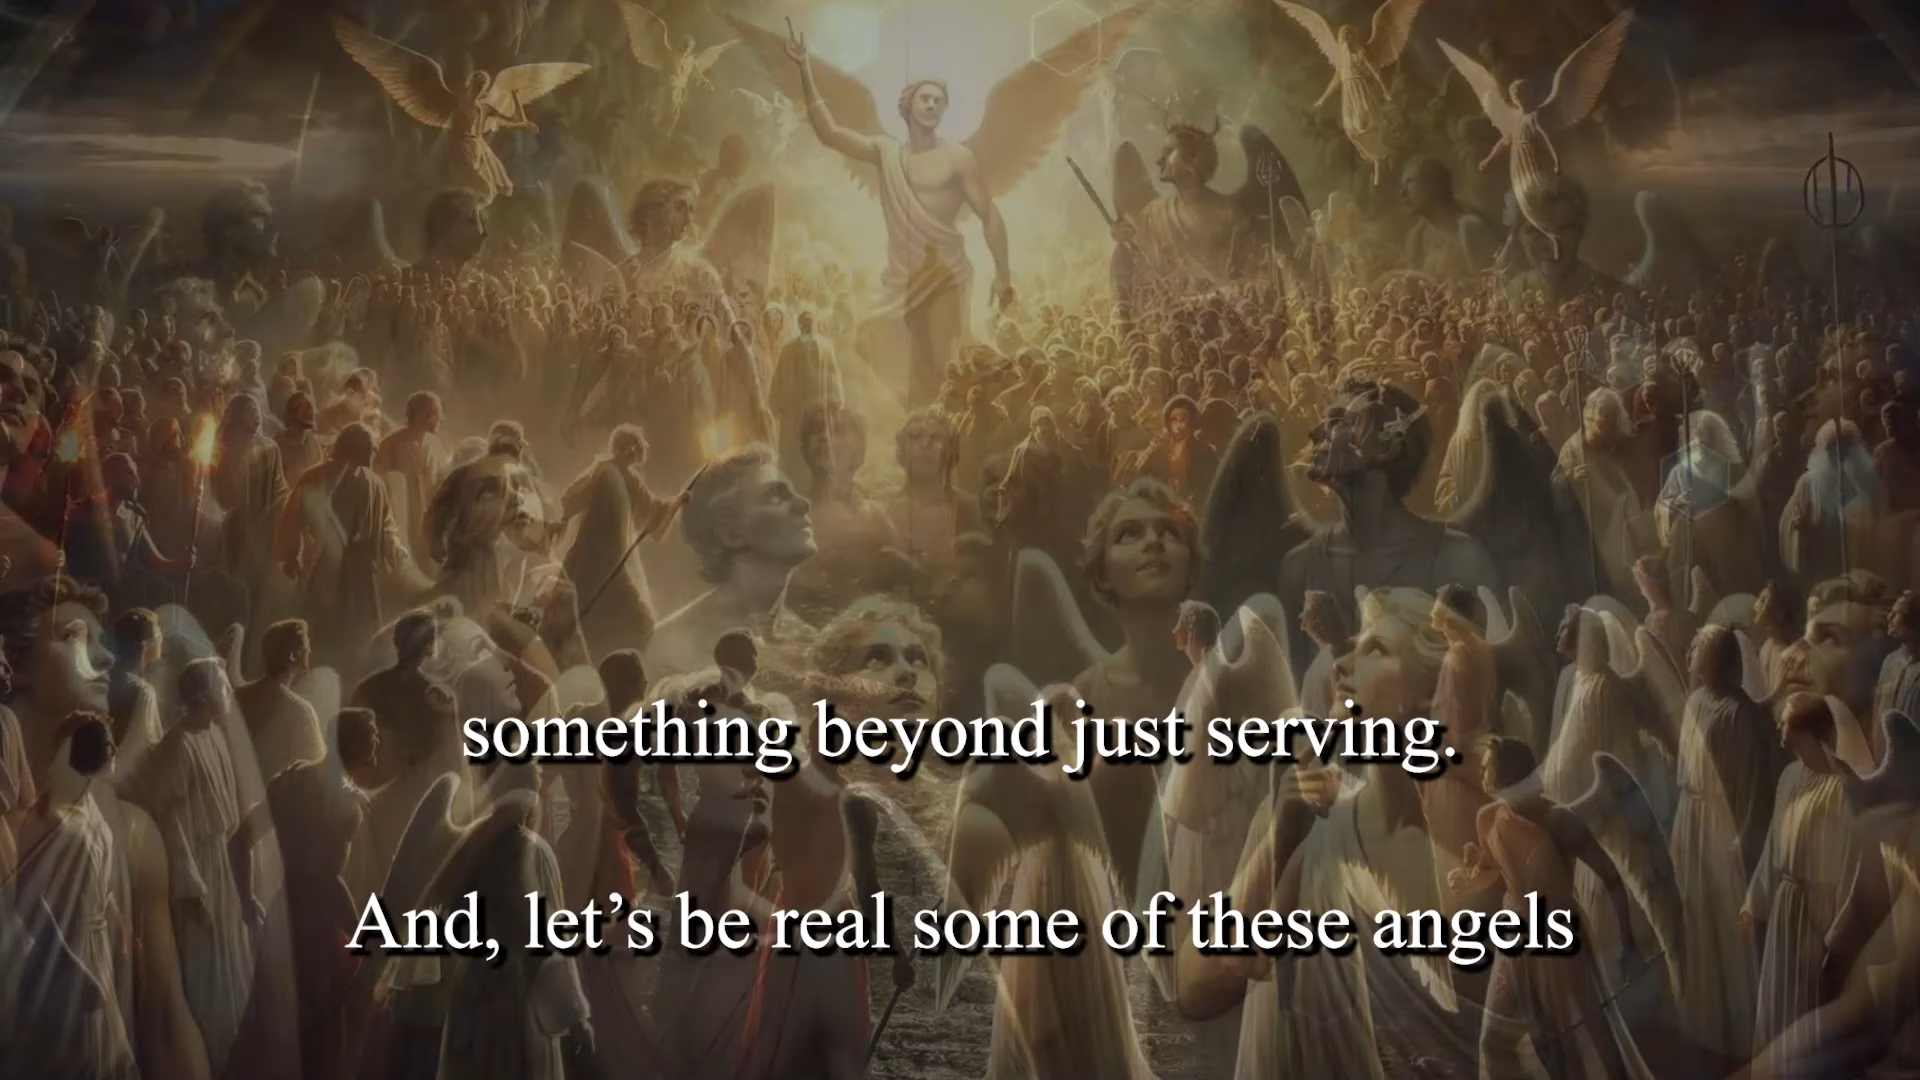 something beyond just serving.
And, let’s be real some of these angels